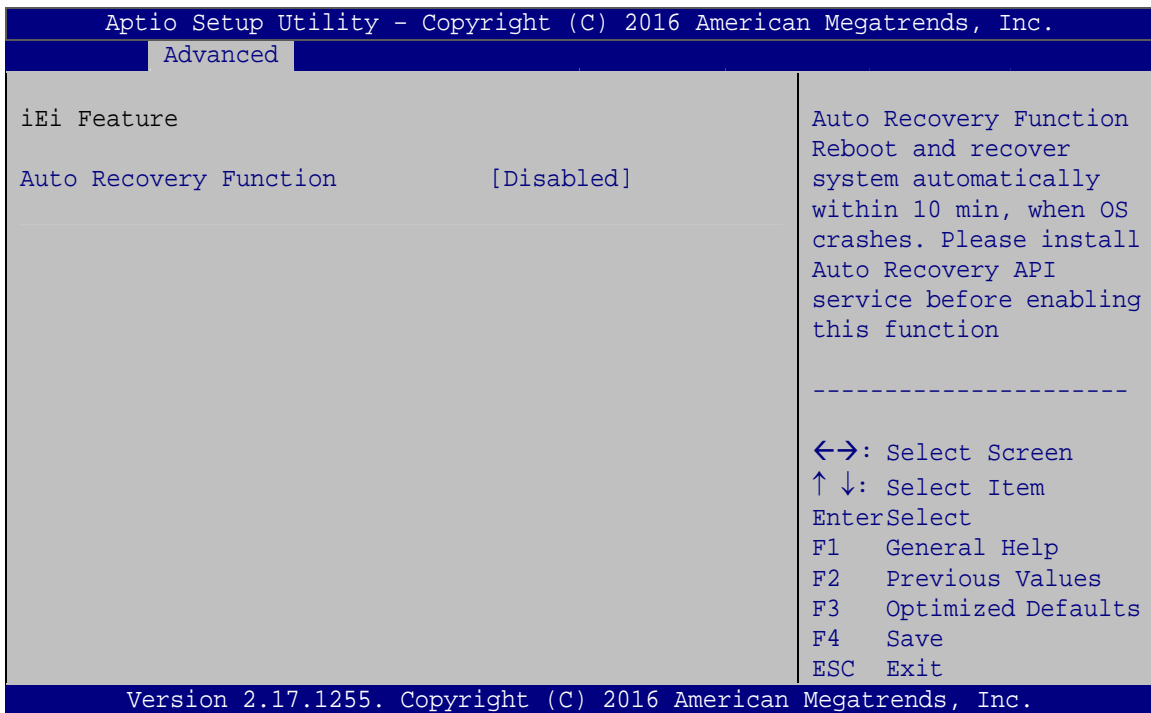 Aptio Setup Utility – Copyright (C) 2016 American Megatrends, Inc.
Advanced
iEi Feature
Auto Recovery Function [Disabled]
Auto Recovery Function
Reboot and recover
system automatically
within 10 min, when OS
crashes. Please install
Auto Recovery API
service before enabling
this function
----------------------
←→: Select Screen
↑ ↓: Select Item
EnterSelect
F1 General Help
F2 Previous Values
F3 Optimized Defaults
F4 Save
ESC Exit
Version 2.17.1255. Copyright (C) 2016 American Megatrends, Inc.